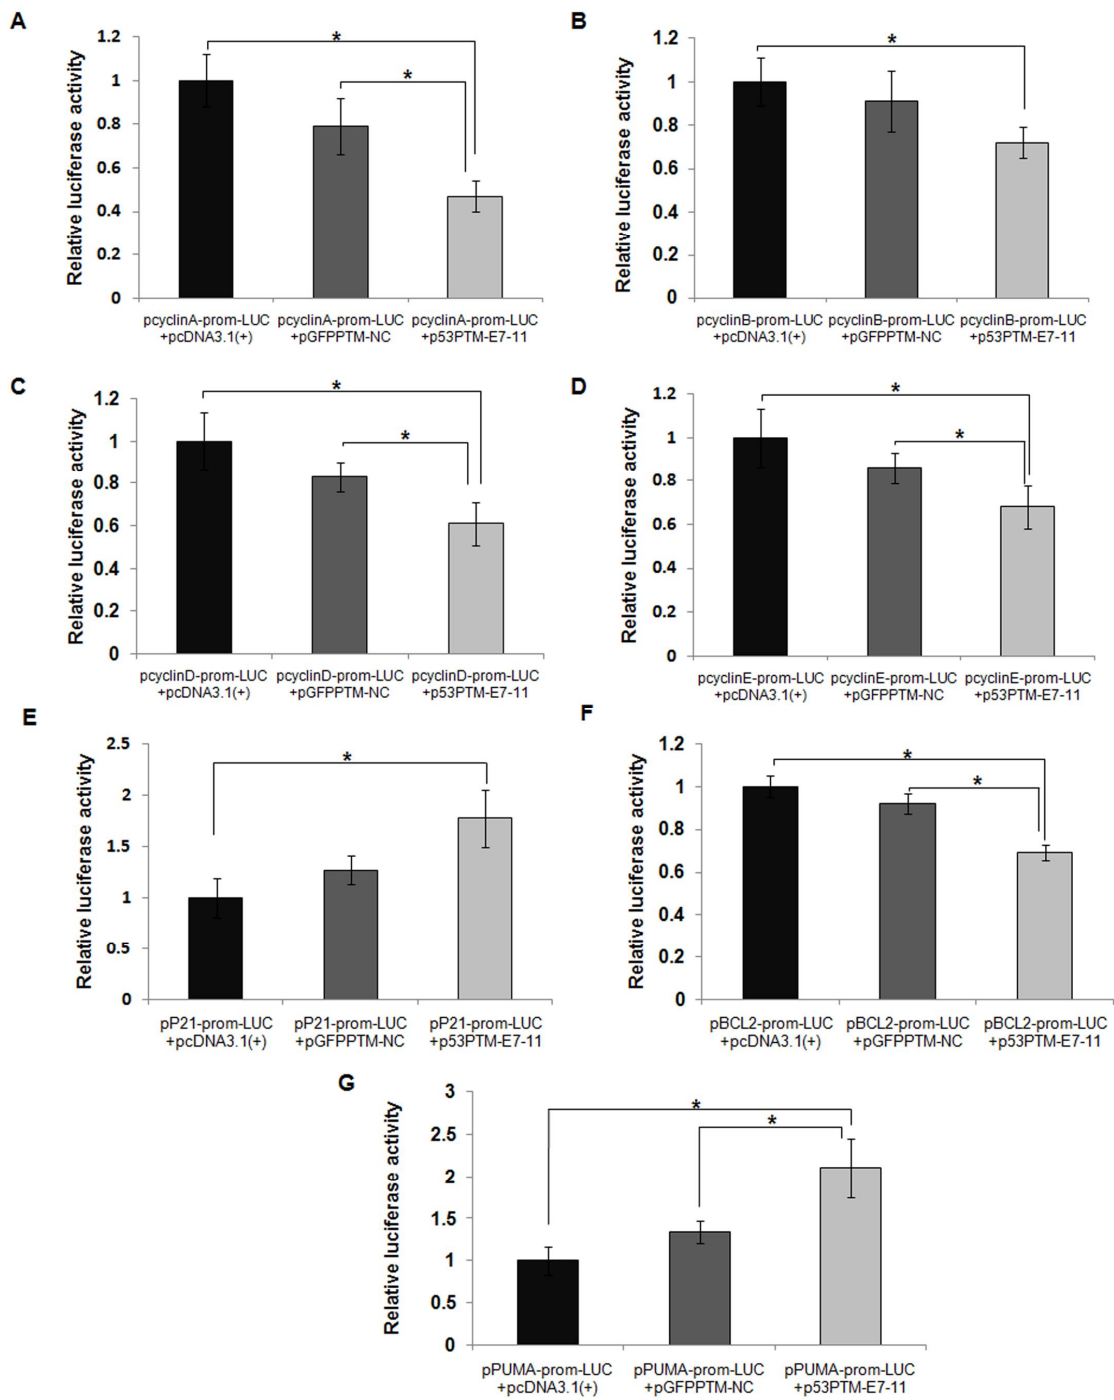 A
Relative luciferase activity
1.2
1
0.8
0.6
0.4
0.2
0
*
*
pcyclinA-prom-LUC +pcDNA3.1(+)
pcyclinA-prom-LUC +pGFPPTM-NC
pcyclinA-prom-LUC +p53PTM-E7-11
B
Relative luciferase activity
1.2
1
0.8
0.6
0.4
0.2
0
*
pcyclinB-prom-LUC +pcDNA3.1(+)
pcyclinB-prom-LUC +pGFPPTM-NC
pcyclinB-prom-LUC +p53PTM-E7-11
C
Relative luciferase activity
1.2
1
0.8
0.6
0.4
0.2
0
*
*
pcyclinD-prom-LUC +pcDNA3.1(+)
pcyclinD-prom-LUC +pGFPPTM-NC
pcyclinD-prom-LUC +p53PTM-E7-11
D
Relative luciferase activity
1.2
1
0.8
0.6
0.4
0.2
0
*
*
pcyclinE-prom-LUC +pcDNA3.1(+)
pcyclinE-prom-LUC +pGFPPTM-NC
pcyclinE-prom-LUC +p53PTM-E7-11
E
Relative luciferase activity
2.5
2
1.5
1
0.5
0
*
pP21-prom-LUC +pcDNA3.1(+)
pP21-prom-LUC +pGFPPTM-NC
pP21-prom-LUC +p53PTM-E7-11
F
Relative luciferase activity
1.2
1
0.8
0.6
0.4
0.2
0
*
*
pBCL2-prom-LUC +pcDNA3.1(+)
pBCL2-prom-LUC +pGFPPTM-NC
pBCL2-prom-LUC +p53PTM-E7-11
G
Relative luciferase activity
3
2.5
2
1.5
1
0.5
0
*
*
pPUMA-prom-LUC +pcDNA3.1(+)
pPUMA-prom-LUC +pGFPPTM-NC
pPUMA-prom-LUC +p53PTM-E7-11